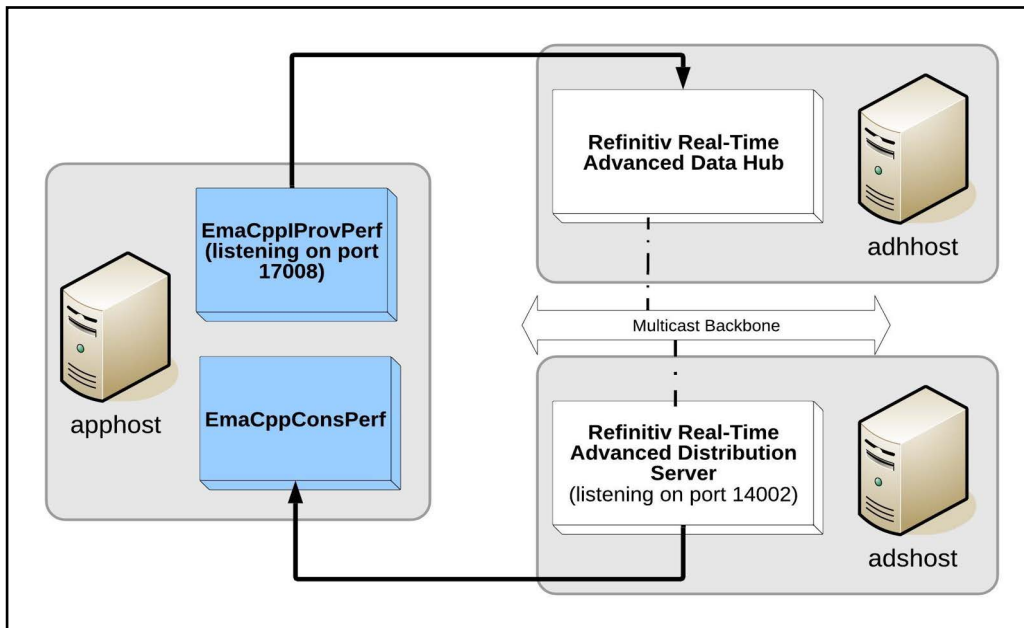 EmaCppIProvPerf
(listening on port
17008)
EmaCppConsPerf
apphost
Refinitiv Real-Time
Advanced Data Hub
adhhost
Multicast Backbone
Refinitiv Real-Time
Advanced Distribution
Server
(listening on port 14002)
adshost